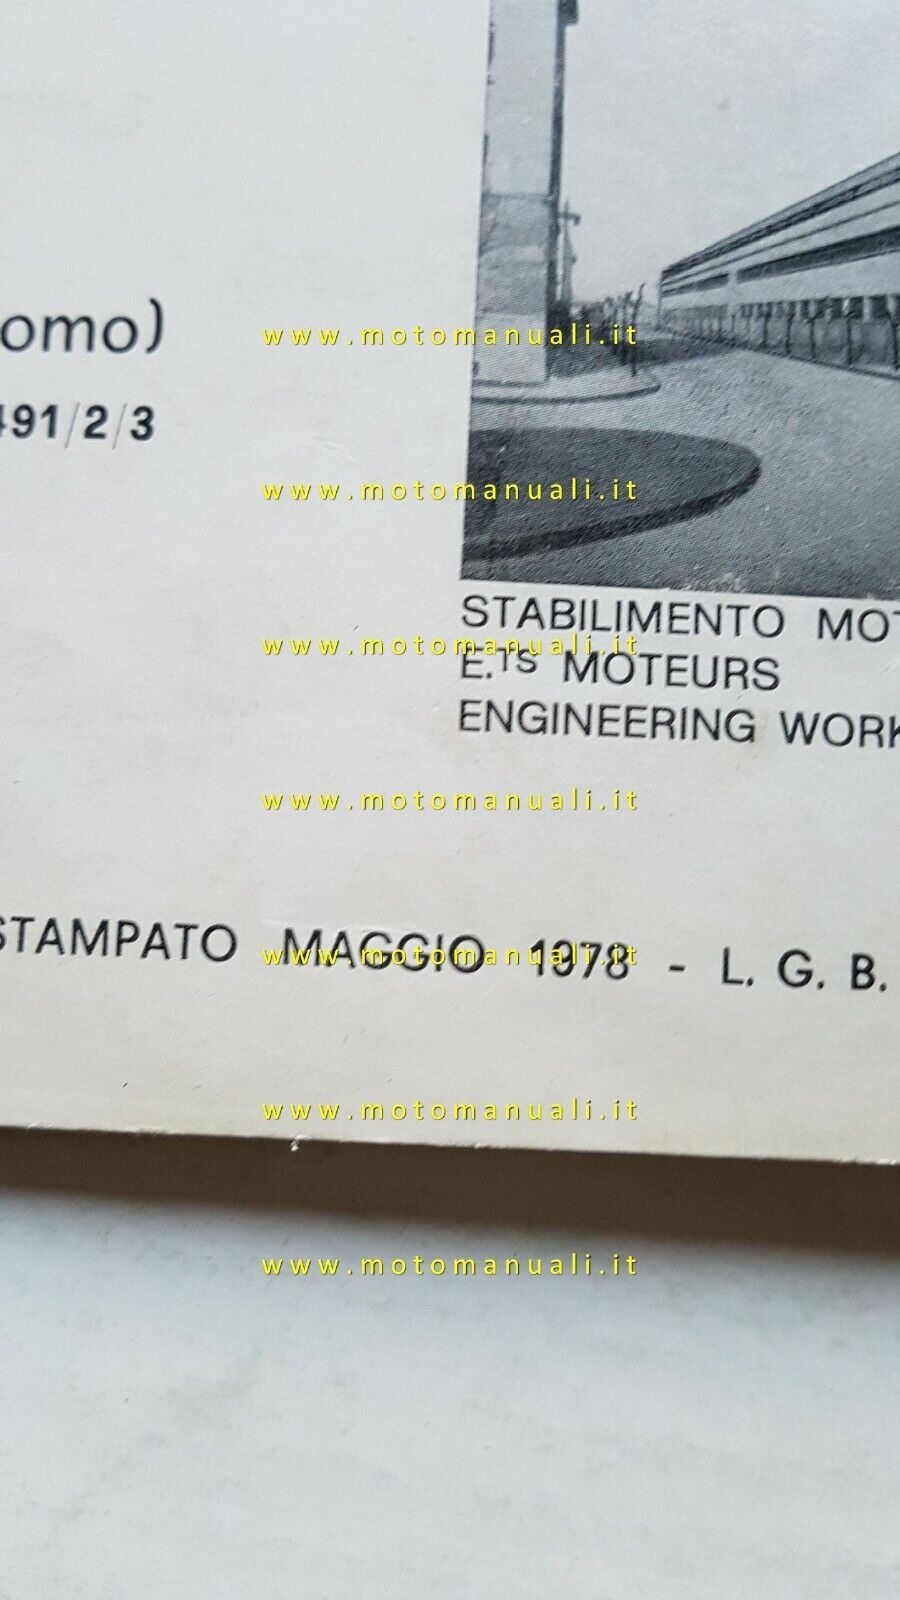 omo)
491/2/3
STABILIMENTO MOT
E.TS MOTEURS
ENGINEERING WORK
STAMPATO MAGGIO 1978 - L. G. B.
www.motomanuali.it
www.motomanuali.it
www.motomanuali.it
www.motomanuali.it
www.motomanuali.it
www.motomanuali.it
www.motomanuali.it